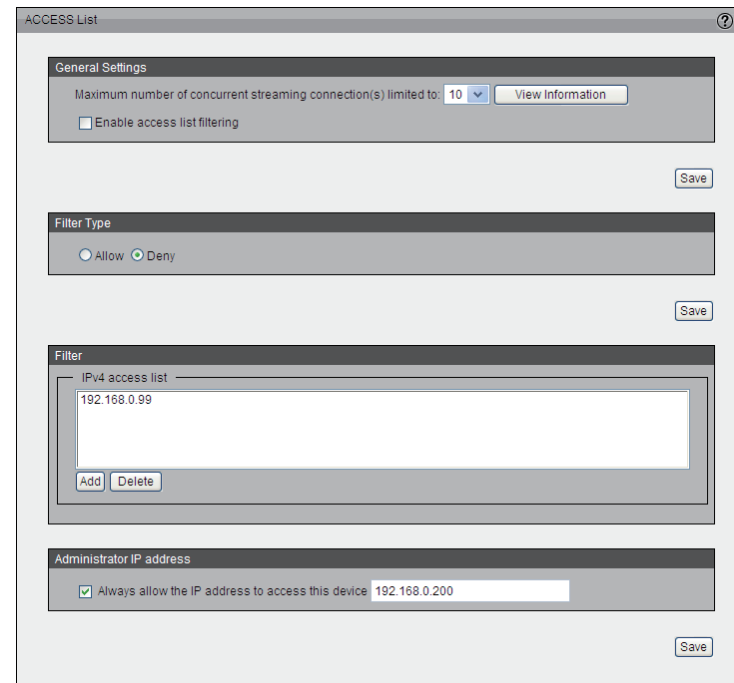 ACCESS List
General Settings
Maximum number of concurrent streaming connection(s) limited to: 10 View Information
Enable access list filtering
Save
Filter Type
Allow Deny
Save
Filter
IPv4 access list
192.168.0.99
Add Delete
Administrator IP address
Always allow the IP address to access this device 192.168.0.200
Save